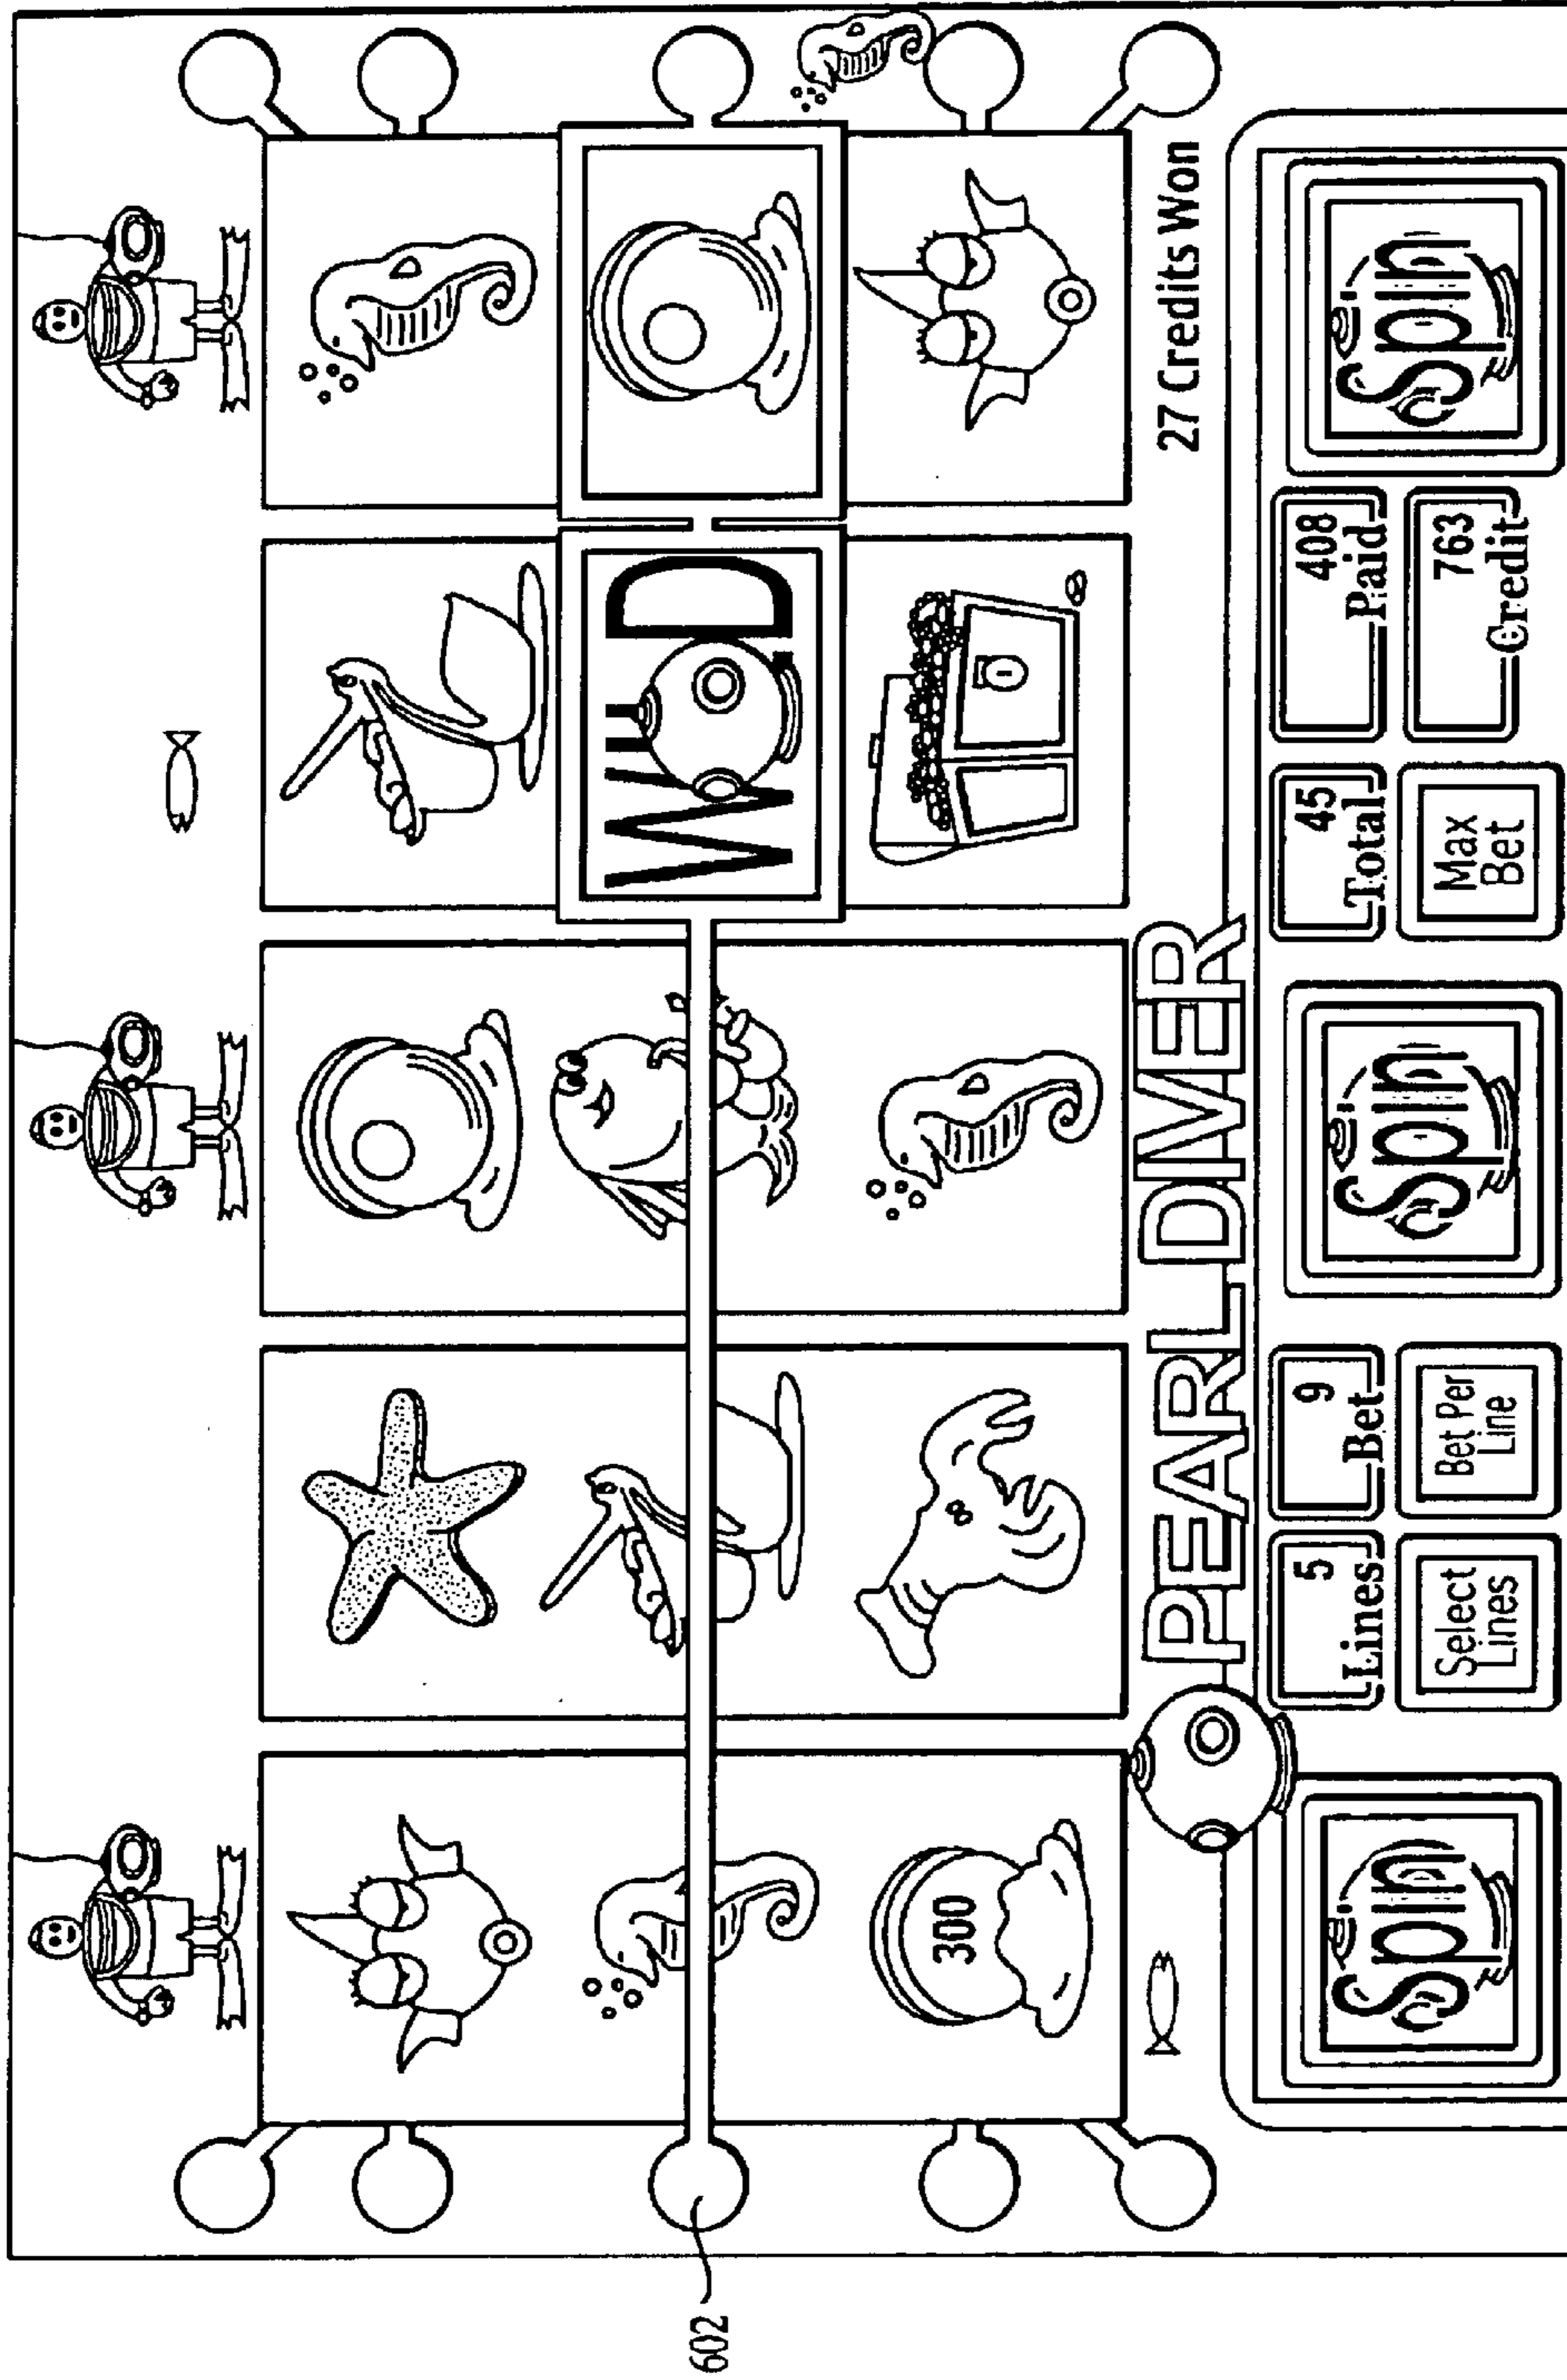 602
WILD
300
PEARL DIVER
27 Credits Won
Spin
5
Lines
Select
Lines
9
Bet
Bet Per
Line
Spin
45
Total
Max
Bet
408
Paid
763
Credit
Spin